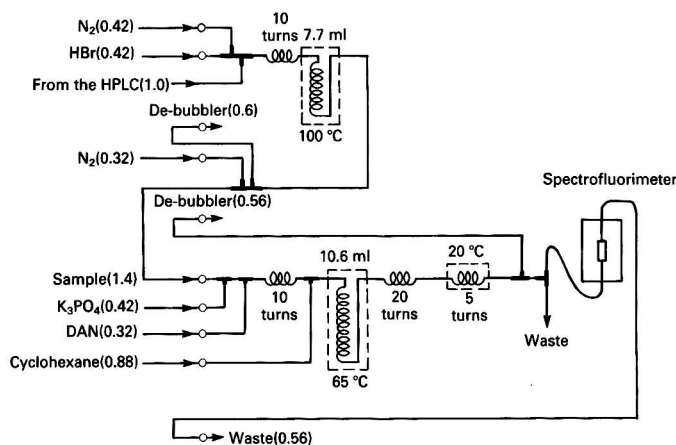 10
turns
7.7 ml
N₂(0.42)
HBr(0.42)
From the HPLC(1.0)
100 °C
De-bubbler(0.6)
N₂(0.32)
De-bubbler(0.56)
Spectrofluorimeter
10.6 ml
20 °C
Sample(1.4)
K₃PO₄(0.42)
DAN(0.32)
Cyclohexane(0.88)
10
turns
65 °C
20
turns
5
turns
Waste
Waste(0.56)